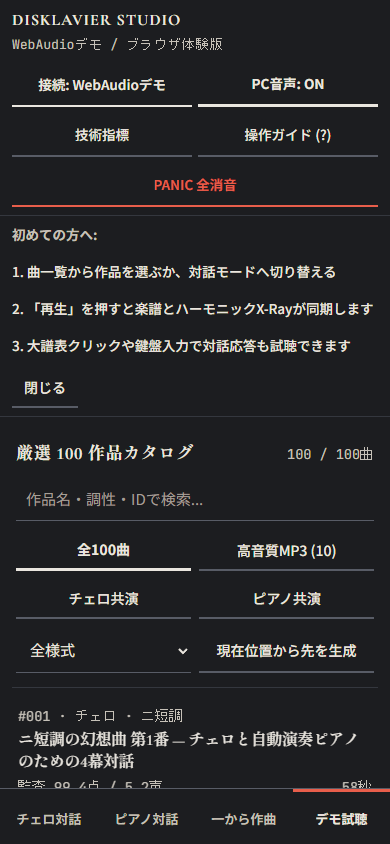 DISKLAVIER STUDIO
WebAudioデモ / ブラウザ体験版
接続: WebAudioデモ
PC音声: ON
技術指標
操作ガイド (?)
PANIC 全消音
初めての方へ:
1. 曲一覧から作品を選ぶか、対話モードへ切り替える
2. 「再生」を押すと楽譜とハーモニックX-Rayが同期します
3. 大譜表クリックや鍵盤入力で対話応答も試聴できます
閉じる
厳選 100 作品カタログ
100 / 100曲
作品名・調性・IDで検索...
全100曲
高音質MP3 (10)
チェロ共演
ピアノ共演
全様式
現在位置から先を生成
#001 · チェロ · ニ短調
ニ短調の幻想曲 第1番 — チェロと自動演奏ピアノ
のための4幕対話
監査 99.4点 / 5.2声
58秒
チェロ対話
ピアノ対話
一から作曲
デモ試聴